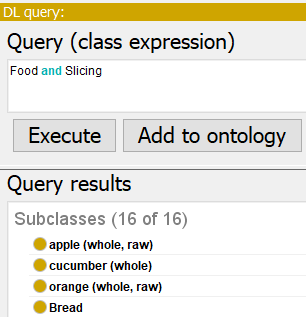 DL query:
Query (class expression)
Food and Slicing
Execute
Add to ontology
Query results
Subclasses (16 of 16)
apple (whole, raw)
cucumber (whole)
orange (whole, raw)
Bread